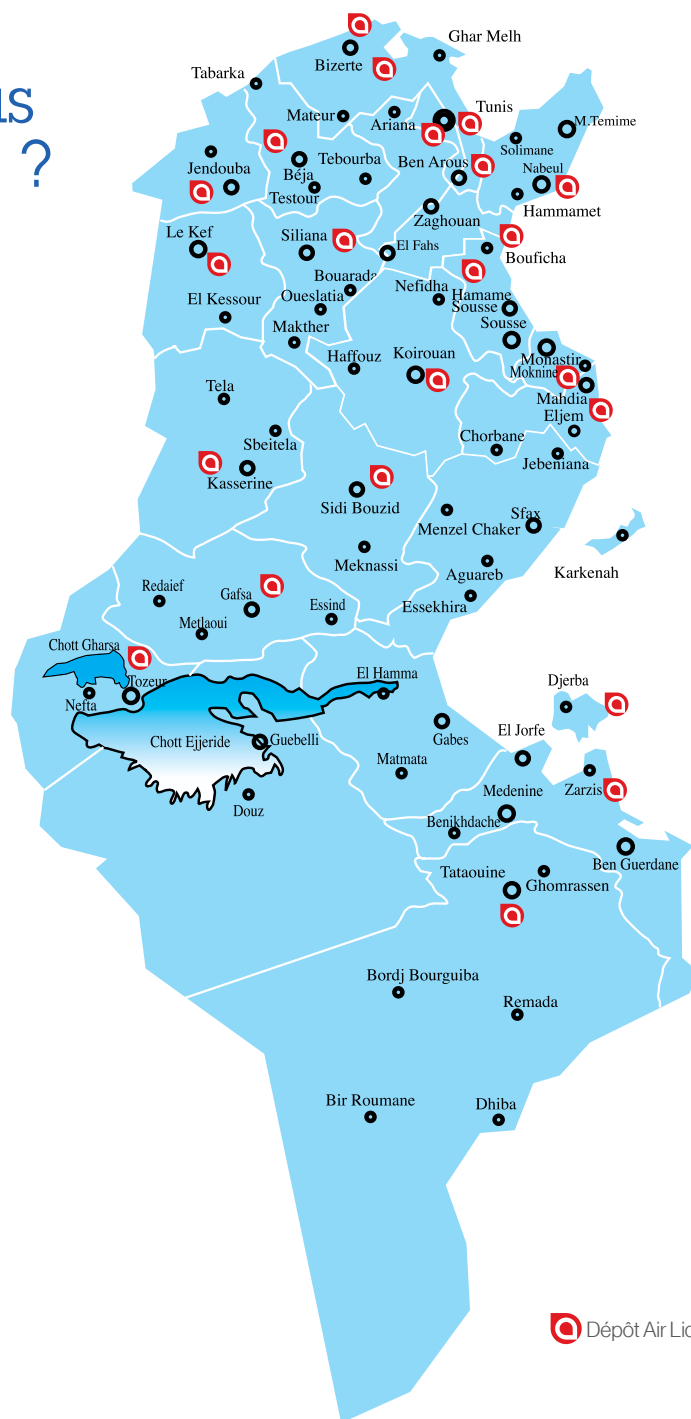 us
?
Ghar Melh
Bizerte
Tabarka
Mateur
Ariana
Tunis
M.Temime
Solimane
Jendouba
Béja
Tebourba
Ben Arous
Nabeul
Testour
Hammamet
Zaghouan
Le Kef
Siliana
El Fahs
Bouficha
Bouarada
Nefidha
Hamame
Sousse
El Kessour
Oueslatia
Sousse
Makther
Haffouz
Koirouan
Monastir
Moknine
Mahdia
Tela
Eljem
Sbeitela
Chorbane
Jebeniana
Kasserine
Sidi Bouzid
Sfax
Menzel Chaker
Meknassi
Aguareb
Karkenah
Redaief
Gafsa
Essind
Essekhira
Metlaoui
Chott Gharsa
Tozeur
El Hamma
Djerba
Nefta
Chott Ejjeride
Guebelli
Gabes
El Jorfe
Matmata
Zarzis
Douz
Medenine
Benikhdache
Ben Guerdane
Tataouine
Ghomrassen
Bordj Bourguiba
Remada
Bir Roumane
Dhiba
Dépôt Air Lic